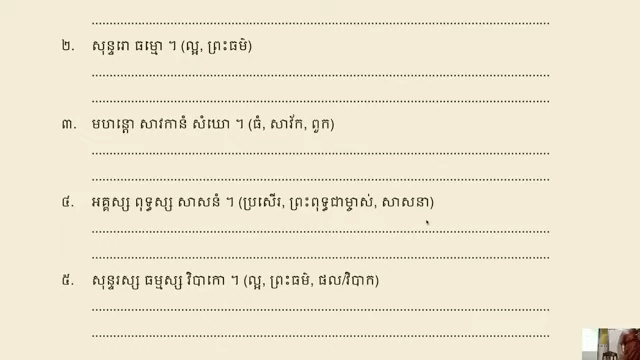 ២. សុន្ទរោ ធម្មោ ។ (ល្អ, ព្រះធម៌)
៣. មហន្តោ សាវកានំ សំឃោ ។ (ធំ, សាវ័ក, ពួក)
៤. អគ្គស្ស ពុទ្ធស្ស សាសនំ ។ (ប្រសើរ, ព្រះពុទ្ធជាម្ចាស់, សាសនា)
៥. សុន្ទរស្ស ធម្មស្ស វិបាកោ ។ (ល្អ, ព្រះធម៌, ផល/វិបាក)